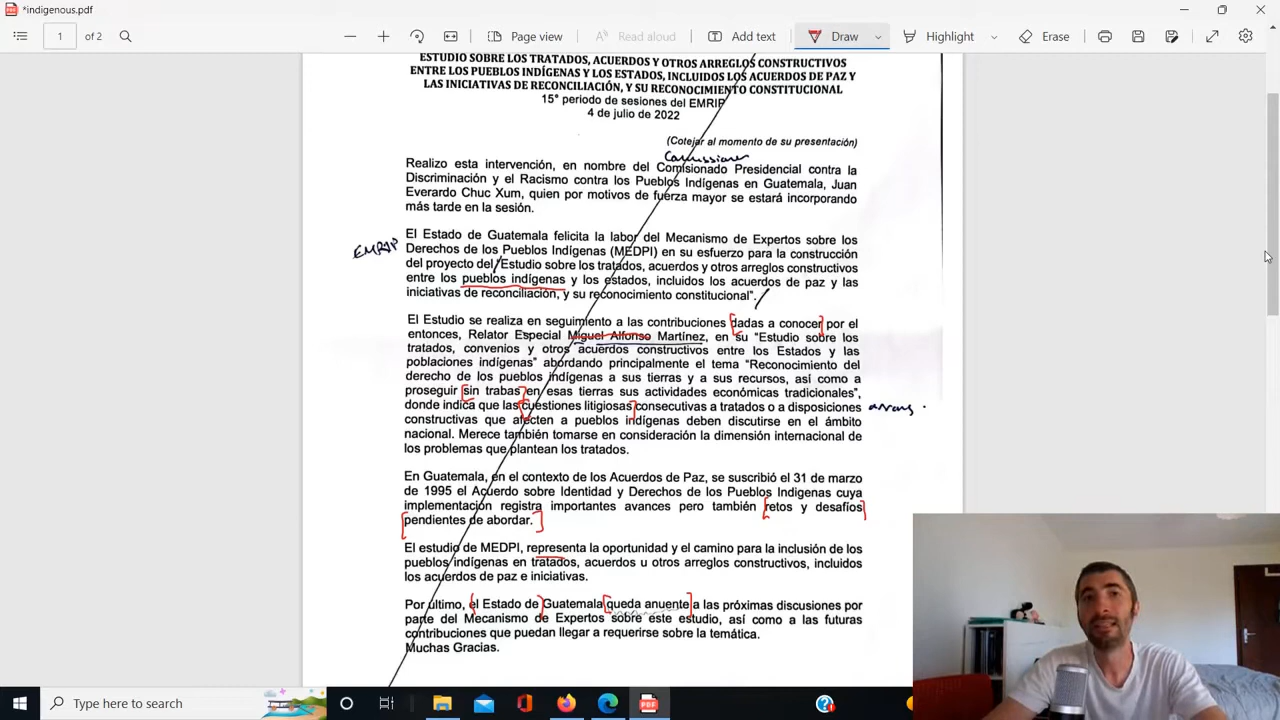 *indigenous.pdf
1 of 2 Page view Read aloud Add text Draw Highlight Erase
ESTUDIO SOBRE LOS TRATADOS, ACUERDOS Y OTROS ARREGLOS CONSTRUCTIVOS
ENTRE LOS PUEBLOS INDÍGENAS Y LOS ESTADOS, INCLUIDOS LOS ACUERDOS DE PAZ Y
LAS INICIATIVAS DE RECONCILIACIÓN, Y SU RECONOCIMIENTO CONSTITUCIONAL
15° periodo de sesiones del EMRIP
4 de julio de 2022
(Cotejar al momento de su presentación)
Commissioner
Realizo esta intervención, en nombre del Comisionado Presidencial contra la
Discriminación y el Racismo contra los Pueblos Indígenas en Guatemala, Juan
Everardo Chuc Xum, quien por motivos de fuerza mayor se estará incorporando
más tarde en la sesión.
El Estado de Guatemala felicita la labor del Mecanismo de Expertos sobre los
EMRIP Derechos de los Pueblos Indígenas (MEDPI) en su esfuerzo para la construcción
del proyecto del Estudio sobre los tratados, acuerdos y otros arreglos constructivos
entre los pueblos indígenas y los estados, incluidos los acuerdos de paz y las
iniciativas de reconciliación, y su reconocimiento constitucional".
El Estudio se realiza en seguimiento a las contribuciones dadas a conocer por el
entonces, Relator Especial Miguel Alfonso Martínez, en su "Estudio sobre los
tratados, convenios y otros acuerdos constructivos entre los Estados y las
poblaciones indígenas" abordando principalmente el tema "Reconocimiento del
derecho de los pueblos indígenas a sus tierras y a sus recursos, así como a
proseguir sin trabas en esas tierras sus actividades económicas tradicionales",
donde indica que las cuestiones litigiosas consecutivas a tratados o a disposiciones
constructivas que afecten a pueblos indígenas deben discutirse en el ámbito
nacional. Merece también tomarse en consideración la dimensión internacional de
los problemas que plantean los tratados.
En Guatemala, en el contexto de los Acuerdos de Paz, se suscribió el 31 de marzo
de 1995 el Acuerdo sobre Identidad y Derechos de los Pueblos Indigenas cuya
implementación registra importantes avances pero también retos y desafíos
pendientes de abordar.
El estudio de MEDPI, representa la oportunidad y el camino para la inclusión de los
pueblos indígenas en tratados, acuerdos u otros arreglos constructivos, incluidos
los acuerdos de paz e iniciativas.
Por último, el Estado de Guatemala queda anuente a las próximas discusiones por
parte del Mecanismo de Expertos sobre este estudio, así como a las futuras
contribuciones que puedan llegar a requerirse sobre la temática.
Muchas Gracias.
Type here to search